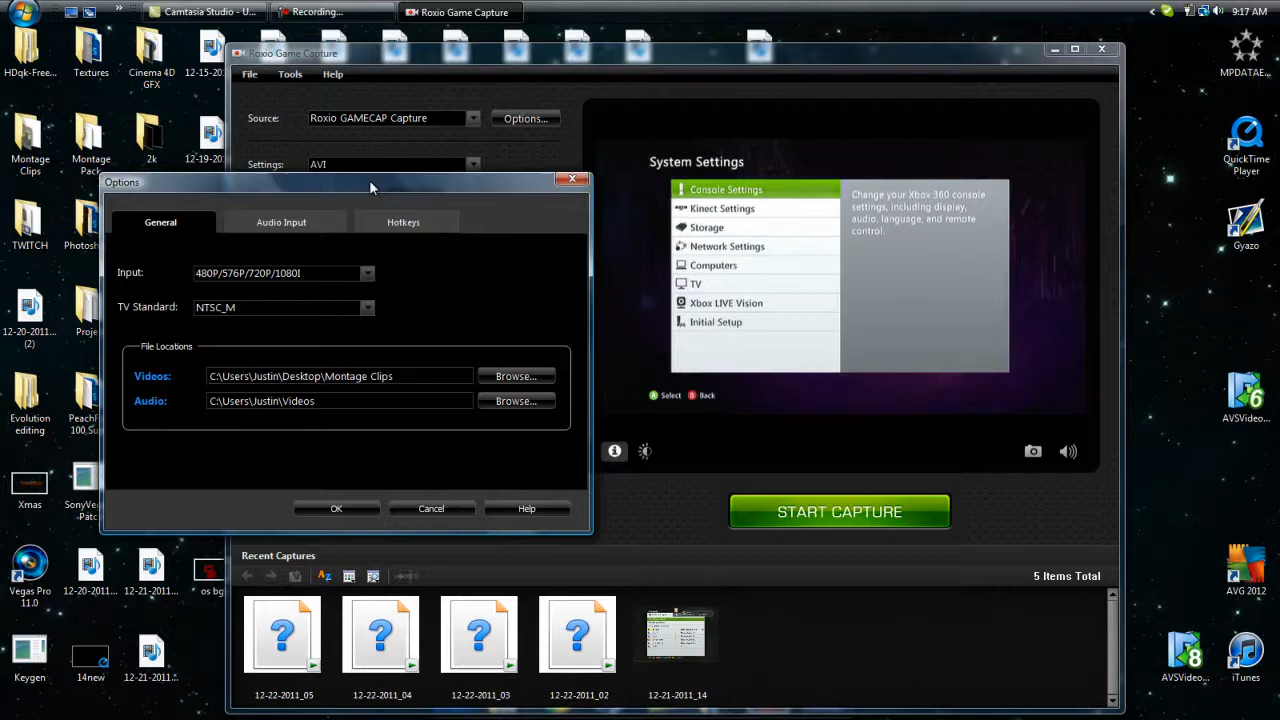 Camtasia Studio - U...
Recording...
Roxio Game Capture
9:17 AM
HDqk-Free...
Textures
Cinema 4D
GFX
12-15-20...
Roxio Game Capture
MPDATAE...
File
Tools
Help
Source:
Roxio GAMECAP Capture
Options...
Settings:
AVI
Montage
Clips
Montage
Pack
2k
12-19-20...
QuickTime
Player
System Settings
Console Settings
Kinect Settings
Storage
Network Settings
Computers
TV
Xbox LIVE Vision
Initial Setup
Change your Xbox 360 console
settings, including display,
audio, language, and remote
control.
Select
Back
Options
General
Audio Input
Hotkeys
Input:
480P/576P/720P/1080I
TV Standard:
NTSC_M
File Locations
Videos:
C:\Users\Justin\Desktop\Montage Clips
Browse...
Audio:
C:\Users\Justin\Videos
Browse...
OK
Cancel
Help
TWITCH
Photosh
Gyazo
12-20-2011...
(2)
Proje
Evolution
editing
PeachF
100,Su
AVSVideo...
Xmas
SonyVe
-Patc
START CAPTURE
Recent Captures
5 Items Total
Vegas Pro
11.0
12-20-2011...
12-21-2011...
os bg
AVG 2012
Keygen
14new
12-21-2011...
12-22-2011_05
12-22-2011_04
12-22-2011_03
12-22-2011_02
12-21-2011_14
AVSVideo...
iTunes